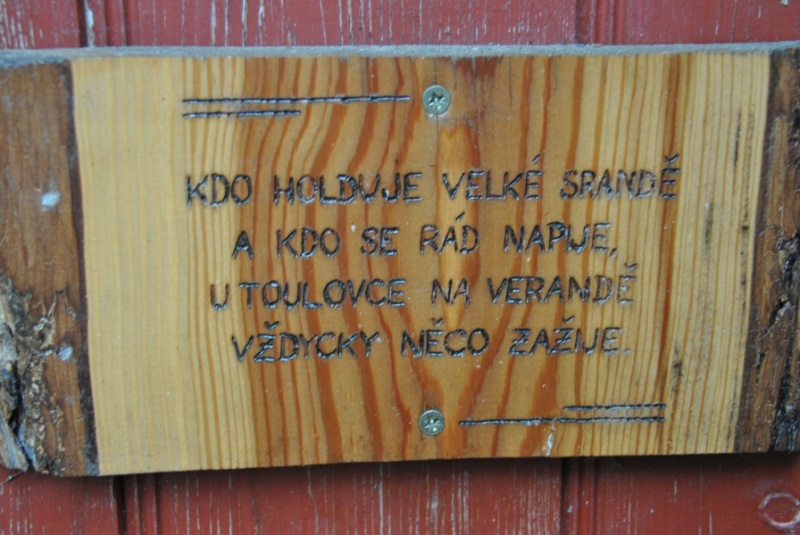 KDO HOLDUJE VELKÉ SRANDĚ
A KDO SE RÁD NAPIJE,
U TOULOVCE NA VERANDĚ
VŽDYCKY NĚCO ZAŽIJE.